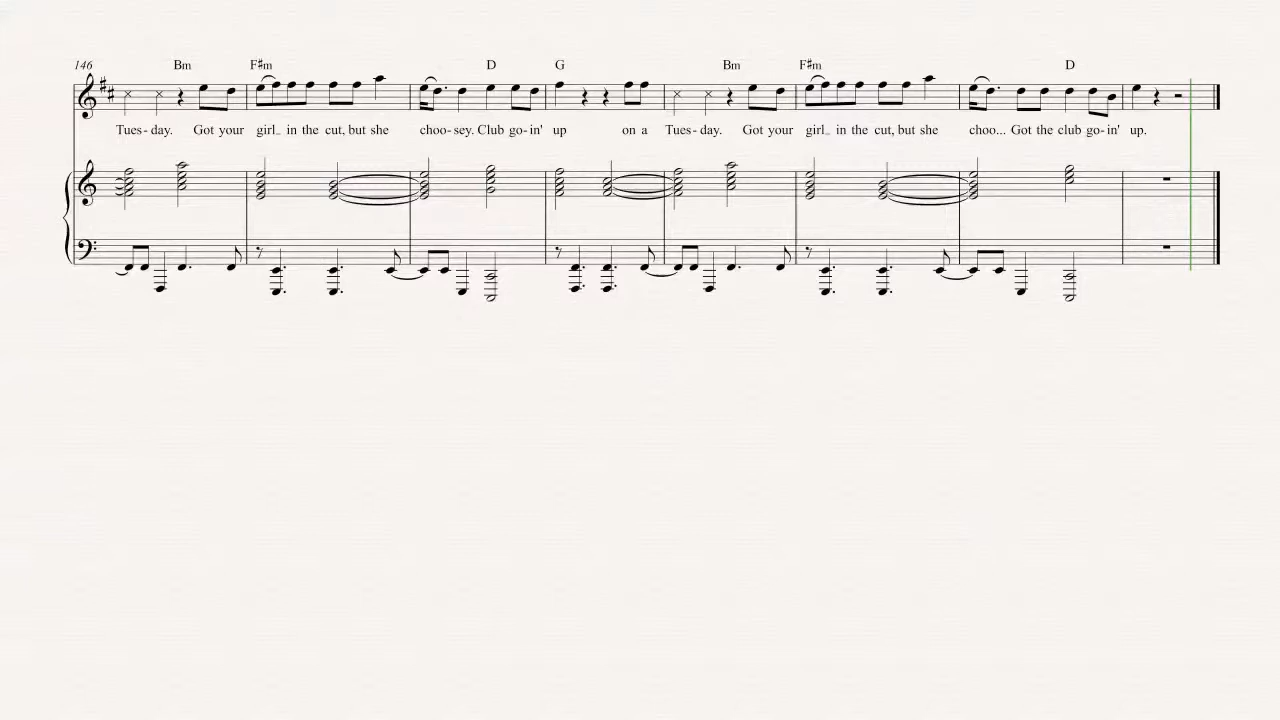 146 Bm F♯m D G Bm F♯m D
Tues- day. Got your girl_ in the cut, but she choo- sey. Club go- in' up on a Tues- day. Got your girl_ in the cut, but she choo... Got the club go- in' up.